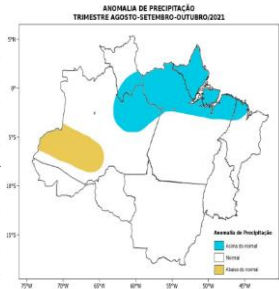 ANOMALIA DE PRECIPITAÇÃO
TRIMESTRE AGOSTO-SETEMBRO-OUTUBRO/2021
5°N
0°
5°S
10°S
15°S
75°W 70°W 65°W 60°W 55°W 50°W 45°W
Anomalia de Precipitação
Acima do normal
Normal
Abaixo do normal